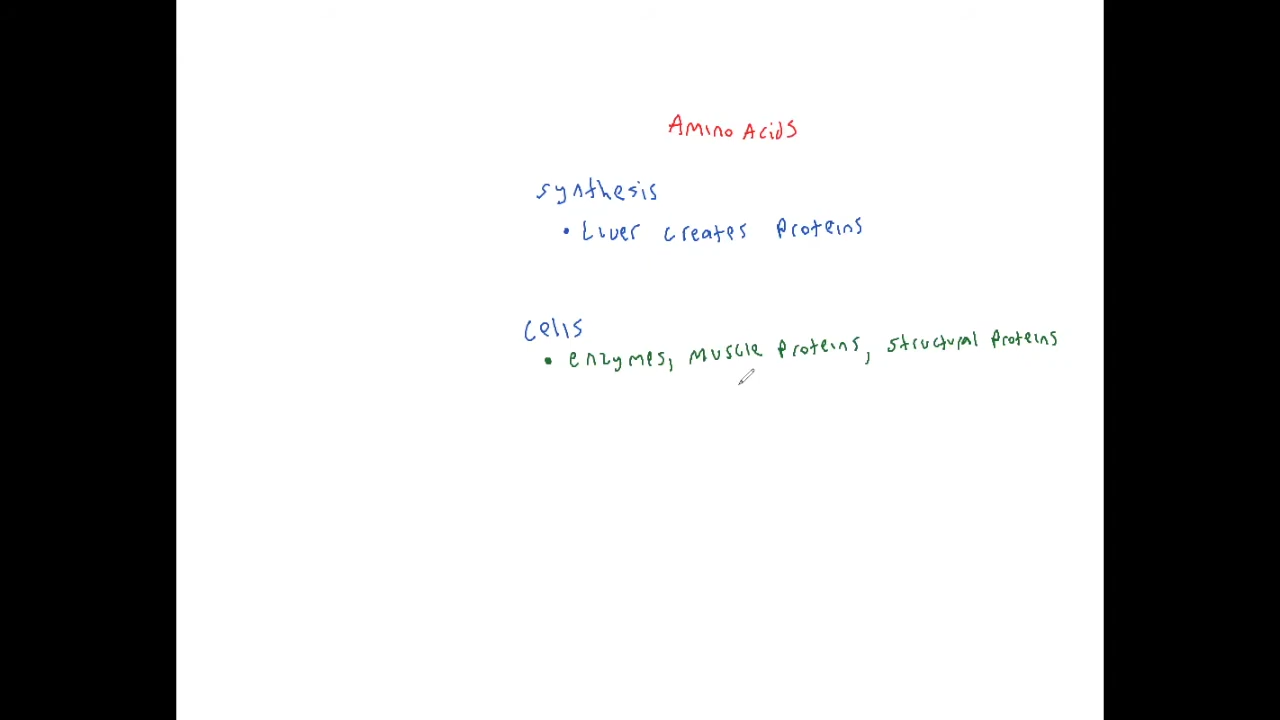 Amino Acids
synthesis
• Liver creates Proteins
cells
• enzymes, Muscle Proteins, structural Proteins